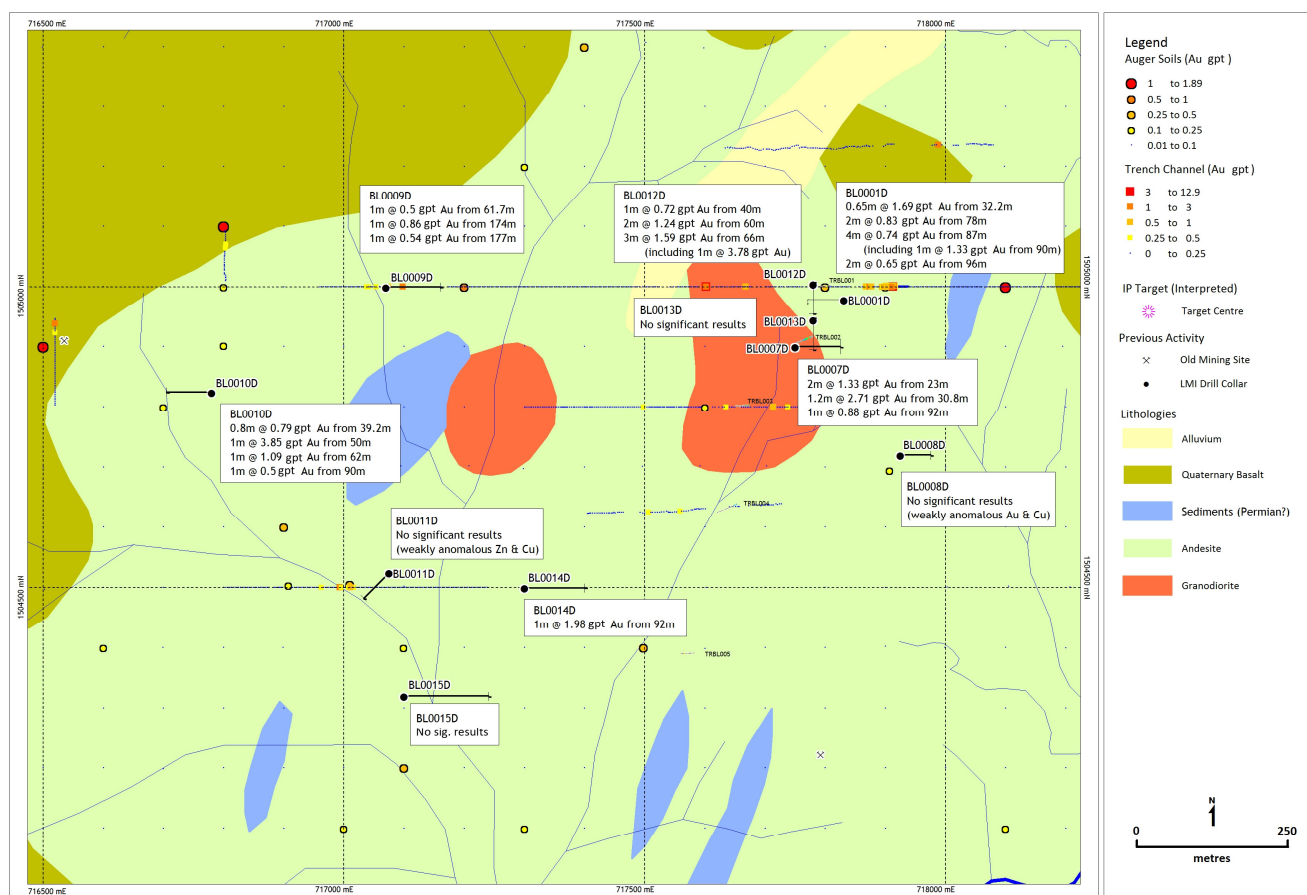 716500 mE
717000 mE
717500 mE
718000 mE
BL0009D
1m @ 0.5 gpt Au from 61.7m
1m @ 0.86 gpt Au from 174m
1m @ 0.54 gpt Au from 177m
BL0012D
1m @ 0.72 gpt Au from 40m
2m @ 1.24 gpt Au from 60m
3m @ 1.59 gpt Au from 66m
(including 1m @ 3.78 gpt Au)
BL0001D
0.65m @ 1.69 gpt Au from 32.2m
2m @ 0.83 gpt Au from 78m
4m @ 0.74 gpt Au from 87m
(including 1m @ 1.33 gpt Au from 90m)
2m @ 0.65 gpt Au from 96m
1505000 mN
1505000 mN
BL0009D
BL0012D
TRBL001
BL0001D
BL0013D
No significant results
BL0013D
TRBL002
BL0007D
BL0007D
2m @ 1.33 gpt Au from 23m
1.2m @ 2.71 gpt Au from 30.8m
1m @ 0.88 gpt Au from 92m
BL0010D
BL0010D
0.8m @ 0.79 gpt Au from 39.2m
1m @ 3.85 gpt Au from 50m
1m @ 1.09 gpt Au from 62m
1m @ 0.5 gpt Au from 90m
TRBL003
BL0008D
BL0008D
No significant results
(weakly anomalous Au & Cu)
TRBL004
BL0011D
No significant results
(weakly anomalous Zn & Cu)
BL0011D
BL0014D
BL0014D
1m @ 1.98 gpt Au from 92m
1504500 mN
1504500 mN
TRBL005
BL0015D
BL0015D
No sig. results
716500 mE
717000 mE
717500 mE
718000 mE
Legend
Auger Soils (Au gpt)
1 to 1.89
0.5 to 1
0.25 to 0.5
0.1 to 0.25
0.01 to 0.1
Trench Channel (Au gpt)
3 to 12.9
1 to 3
0.5 to 1
0.25 to 0.5
0 to 0.25
IP Target (Interpreted)
Target Centre
Previous Activity
Old Mining Site
LMI Drill Collar
Lithologies
Alluvium
Quaternary Basalt
Sediments (Permian?)
Andesite
Granodiorite
N
0 250
metres